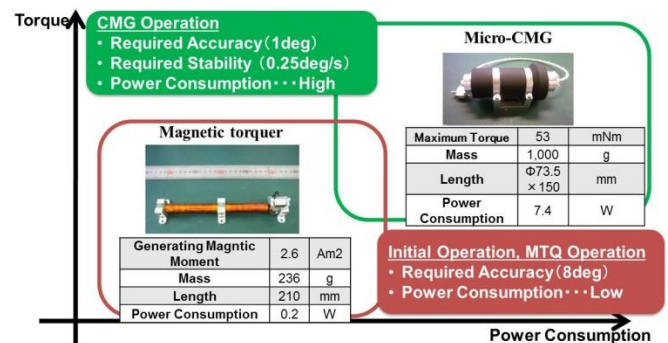 Torque
CMG Operation
• Required Accuracy(1deg)
• Required Stability (0.25deg/s)
• Power Consumption･･･High
Micro-CMG
Maximum Torque 53 mNm
Mass 1,000 g
Length Φ73.5 × 150 mm
Power Consumption 7.4 W
Magnetic torquer
Generating Magntic Moment 2.6 Am2
Mass 236 g
Length 210 mm
Power Consumption 0.2 W
Initial Operation, MTQ Operation
• Required Accuracy(8deg)
• Power Consumption･･･Low
Power Consumption